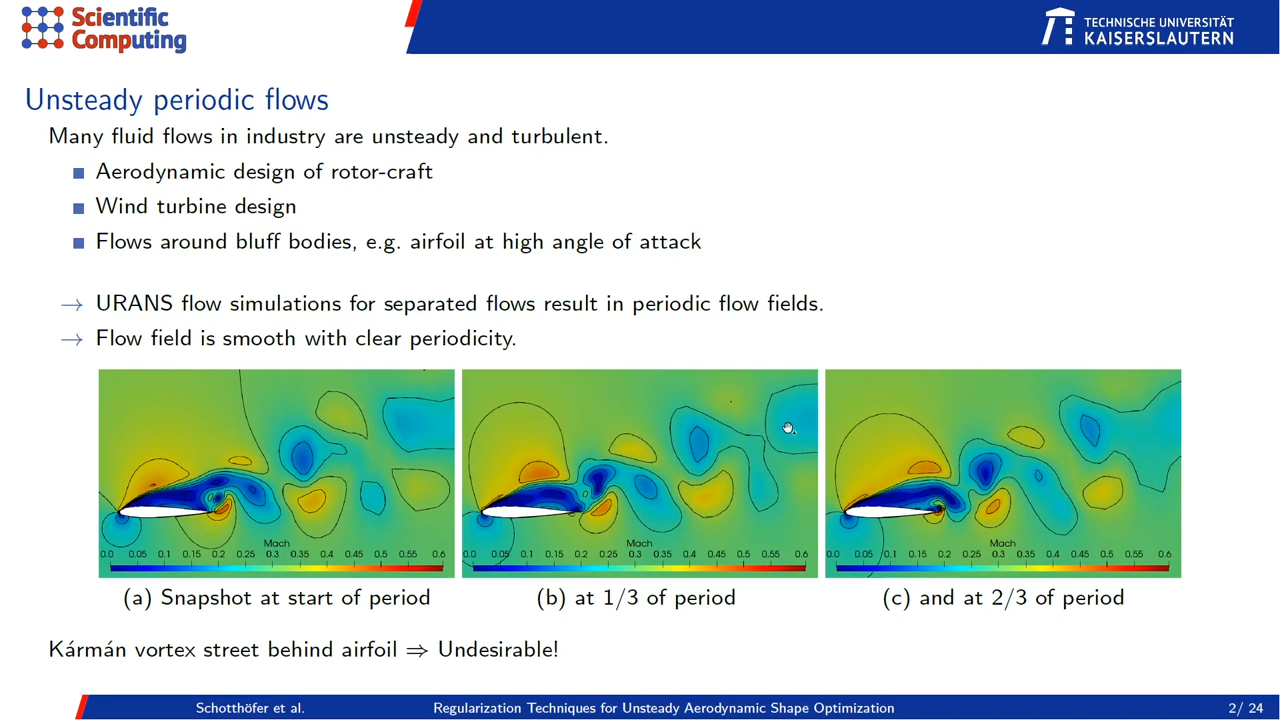 Scientific
Computing
TECHNISCHE UNIVERSITÄT
KAISERSLAUTERN
Unsteady periodic flows
Many fluid flows in industry are unsteady and turbulent.
Aerodynamic design of rotor-craft
Wind turbine design
Flows around bluff bodies, e.g. airfoil at high angle of attack
→ URANS flow simulations for separated flows result in periodic flow fields.
→ Flow field is smooth with clear periodicity.
Mach
0.0 0.05 0.1 0.15 0.2 0.25 0.3 0.35 0.4 0.45 0.5 0.55 0.6
Mach
0.0 0.05 0.1 0.15 0.2 0.25 0.3 0.35 0.4 0.45 0.5 0.55 0.6
Mach
0.0 0.05 0.1 0.15 0.2 0.25 0.3 0.35 0.4 0.45 0.5 0.55 0.6
(a) Snapshot at start of period
(b) at 1/3 of period
(c) and at 2/3 of period
Kármán vortex street behind airfoil ⇒ Undesirable!
Schotthöfer et al.
Regularization Techniques for Unsteady Aerodynamic Shape Optimization
2/ 24